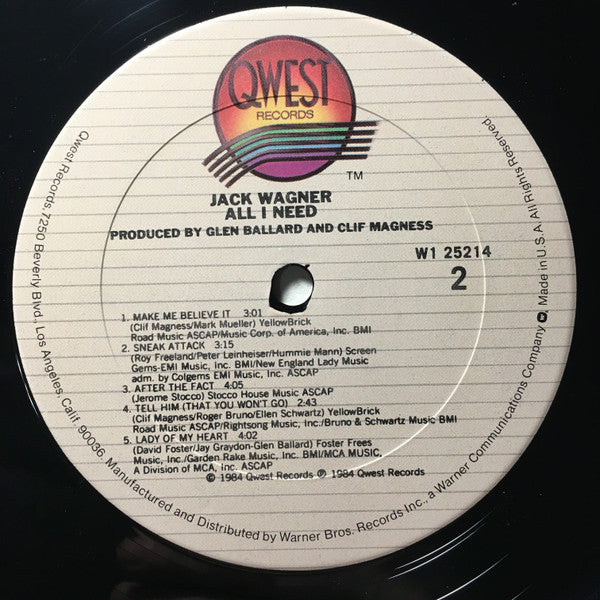 QWEST
RECORDS
TM
JACK WAGNER
ALL I NEED
PRODUCED BY GLEN BALLARD AND CLIF MAGNESS
W1 25214
2
1. MAKE ME BELIEVE IT 3:01
(Clif Magness/Mark Mueller) YellowBrick
Road Music ASCAP/Music Corp. of America, Inc. BMI
2. SNEAK ATTACK 3:15
(Roy Freeland/Peter Leinheiser/Hummie Mann) Screen
Gems-EMI Music, Inc. BMI/New England Lady Music
adm. by Colgems EMI Music, Inc. ASCAP
3. AFTER THE FACT 4:05
(Jerome Stocco) Stocco House Music ASCAP
4. TELL HIM (THAT YOU WON'T GO) 2:43
(Clif Magness/Roger Bruno/Ellen Schwartz) YellowBrick
Road Music ASCAP/Rightsong Music, Inc./Bruno & Schwartz Music BMI
5. LADY OF MY HEART 4:02
(David Foster/Jay Graydon-Glen Ballard) Foster Frees
Music, Inc./Garden Rake Music, Inc. BMI/MCA MUSIC,
A Division of MCA, Inc. ASCAP
© 1984 Qwest Records ℗ 1984 Qwest Records
Qwest Records, 7250 Beverly Blvd., Los Angeles, Calif. 90036. Manufactured and Distributed by Warner Bros. Records Inc., a Warner Communications Company. Made in U.S.A. All Rights Reserved.